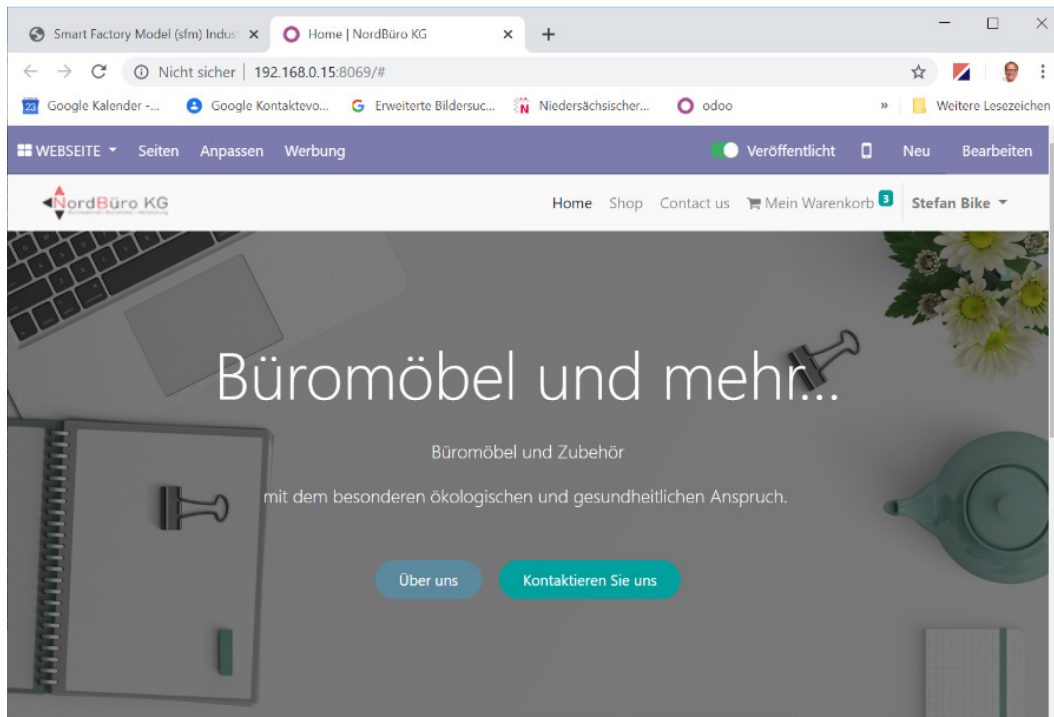 Smart Factory Model (sfm) Indus
Home | NordBüro KG
Nicht sicher | 192.168.0.15:8069/#
23 Google Kalender -... Google Kontaktevo... G Erweiterte Bildersuc... Niedersächsischer... odoo » Weitere Lesezeichen
WEBSEITE Seiten Anpassen Werbung Veröffentlicht Neu Bearbeiten
NordBüro KG Home Shop Contact us Mein Warenkorb 3 Stefan Bike
Büromöbel und mehr...
Büromöbel und Zubehör
mit dem besonderen ökologischen und gesundheitlichen Anspruch.
Über uns Kontaktieren Sie uns